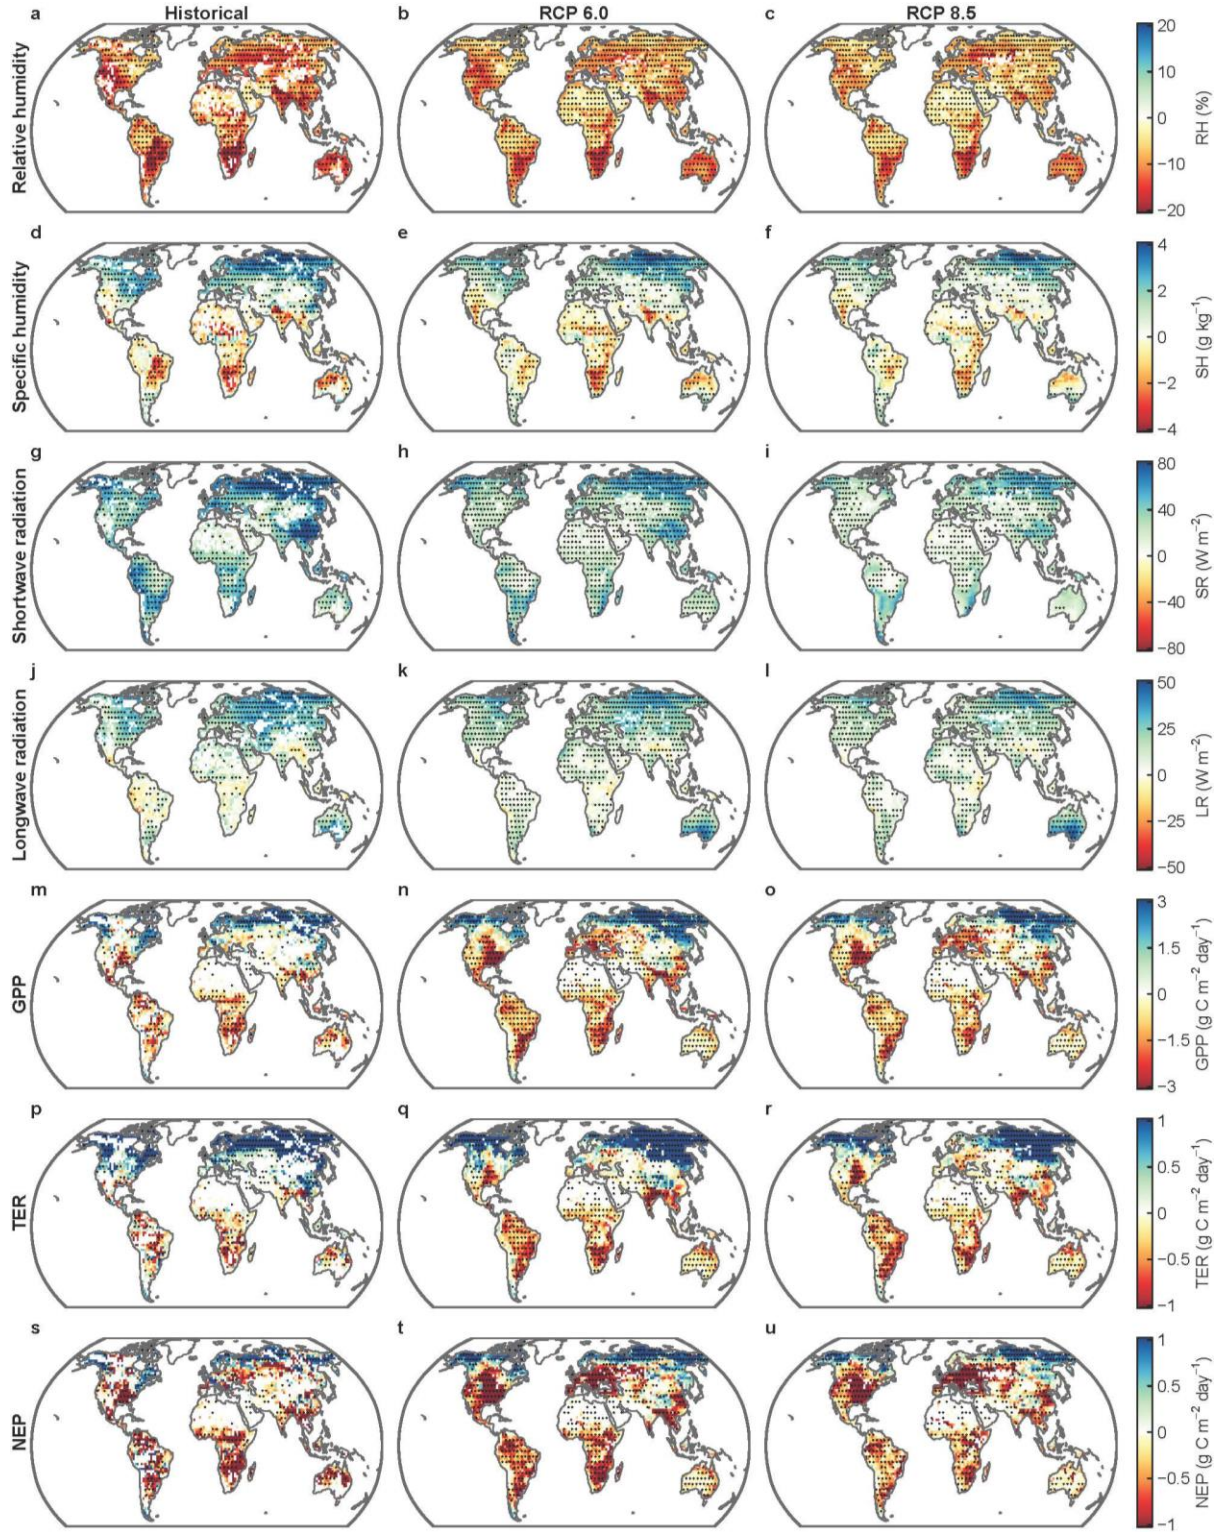 Historical
RCP 6.0
RCP 8.5
a
b
c
Relative humidity
20
10
0
−10
−20
RH (%)
d
e
f
Specific humidity
4
2
0
−2
−4
SH (g kg⁻¹)
g
h
i
Shortwave radiation
80
40
0
−40
−80
SR (W m⁻²)
j
k
l
Longwave radiation
50
25
0
−25
−50
LR (W m⁻²)
m
n
o
GPP
3
1.5
0
−1.5
−3
GPP (g C m⁻² day⁻¹)
p
q
r
TER
1
0.5
0
−0.5
−1
TER (g C m⁻² day⁻¹)
s
t
u
NEP
1
0.5
0
−0.5
−1
NEP (g C m⁻² day⁻¹)